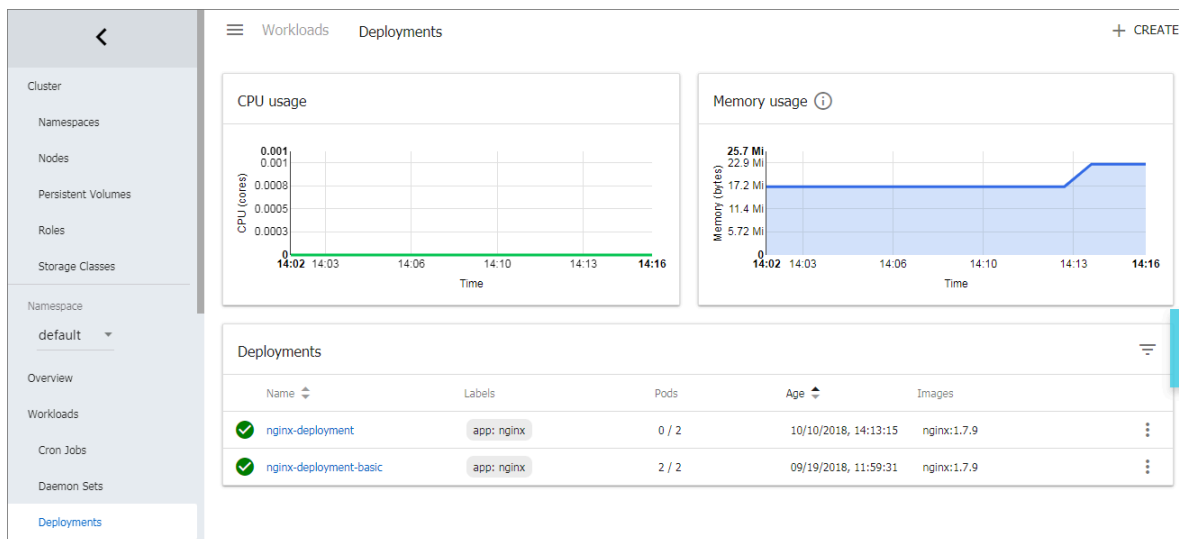 Workloads Deployments + CREATE
Cluster
Namespaces
Nodes
Persistent Volumes
Roles
Storage Classes
Namespace
default
Overview
Workloads
Cron Jobs
Daemon Sets
Deployments
CPU usage
CPU (cores)
0.001
0.001
0.0008
0.0005
0.0003
0
14:02 14:03 14:06 14:10 14:13 14:16
Time
Memory usage
Memory (bytes)
25.7 Mi
22.9 Mi
17.2 Mi
11.4 Mi
5.72 Mi
0
14:02 14:03 14:06 14:10 14:13 14:16
Time
Deployments
Name Labels Pods Age Images
nginx-deployment app: nginx 0 / 2 10/10/2018, 14:13:15 nginx:1.7.9
nginx-deployment-basic app: nginx 2 / 2 09/19/2018, 11:59:31 nginx:1.7.9